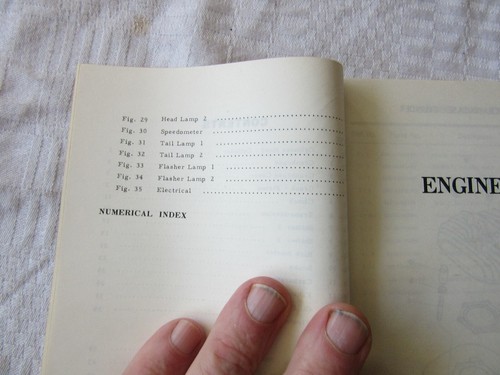 Fig. 29 Head Lamp 2 ........................
Fig. 30 Speedometer ........................
Fig. 31 Tail Lamp 1 ........................
Fig. 32 Tail Lamp 2 ........................
Fig. 33 Flasher Lamp 1 ........................
Fig. 34 Flasher Lamp 2 ........................
Fig. 35 Electrical ........................
NUMERICAL INDEX
ENGINE